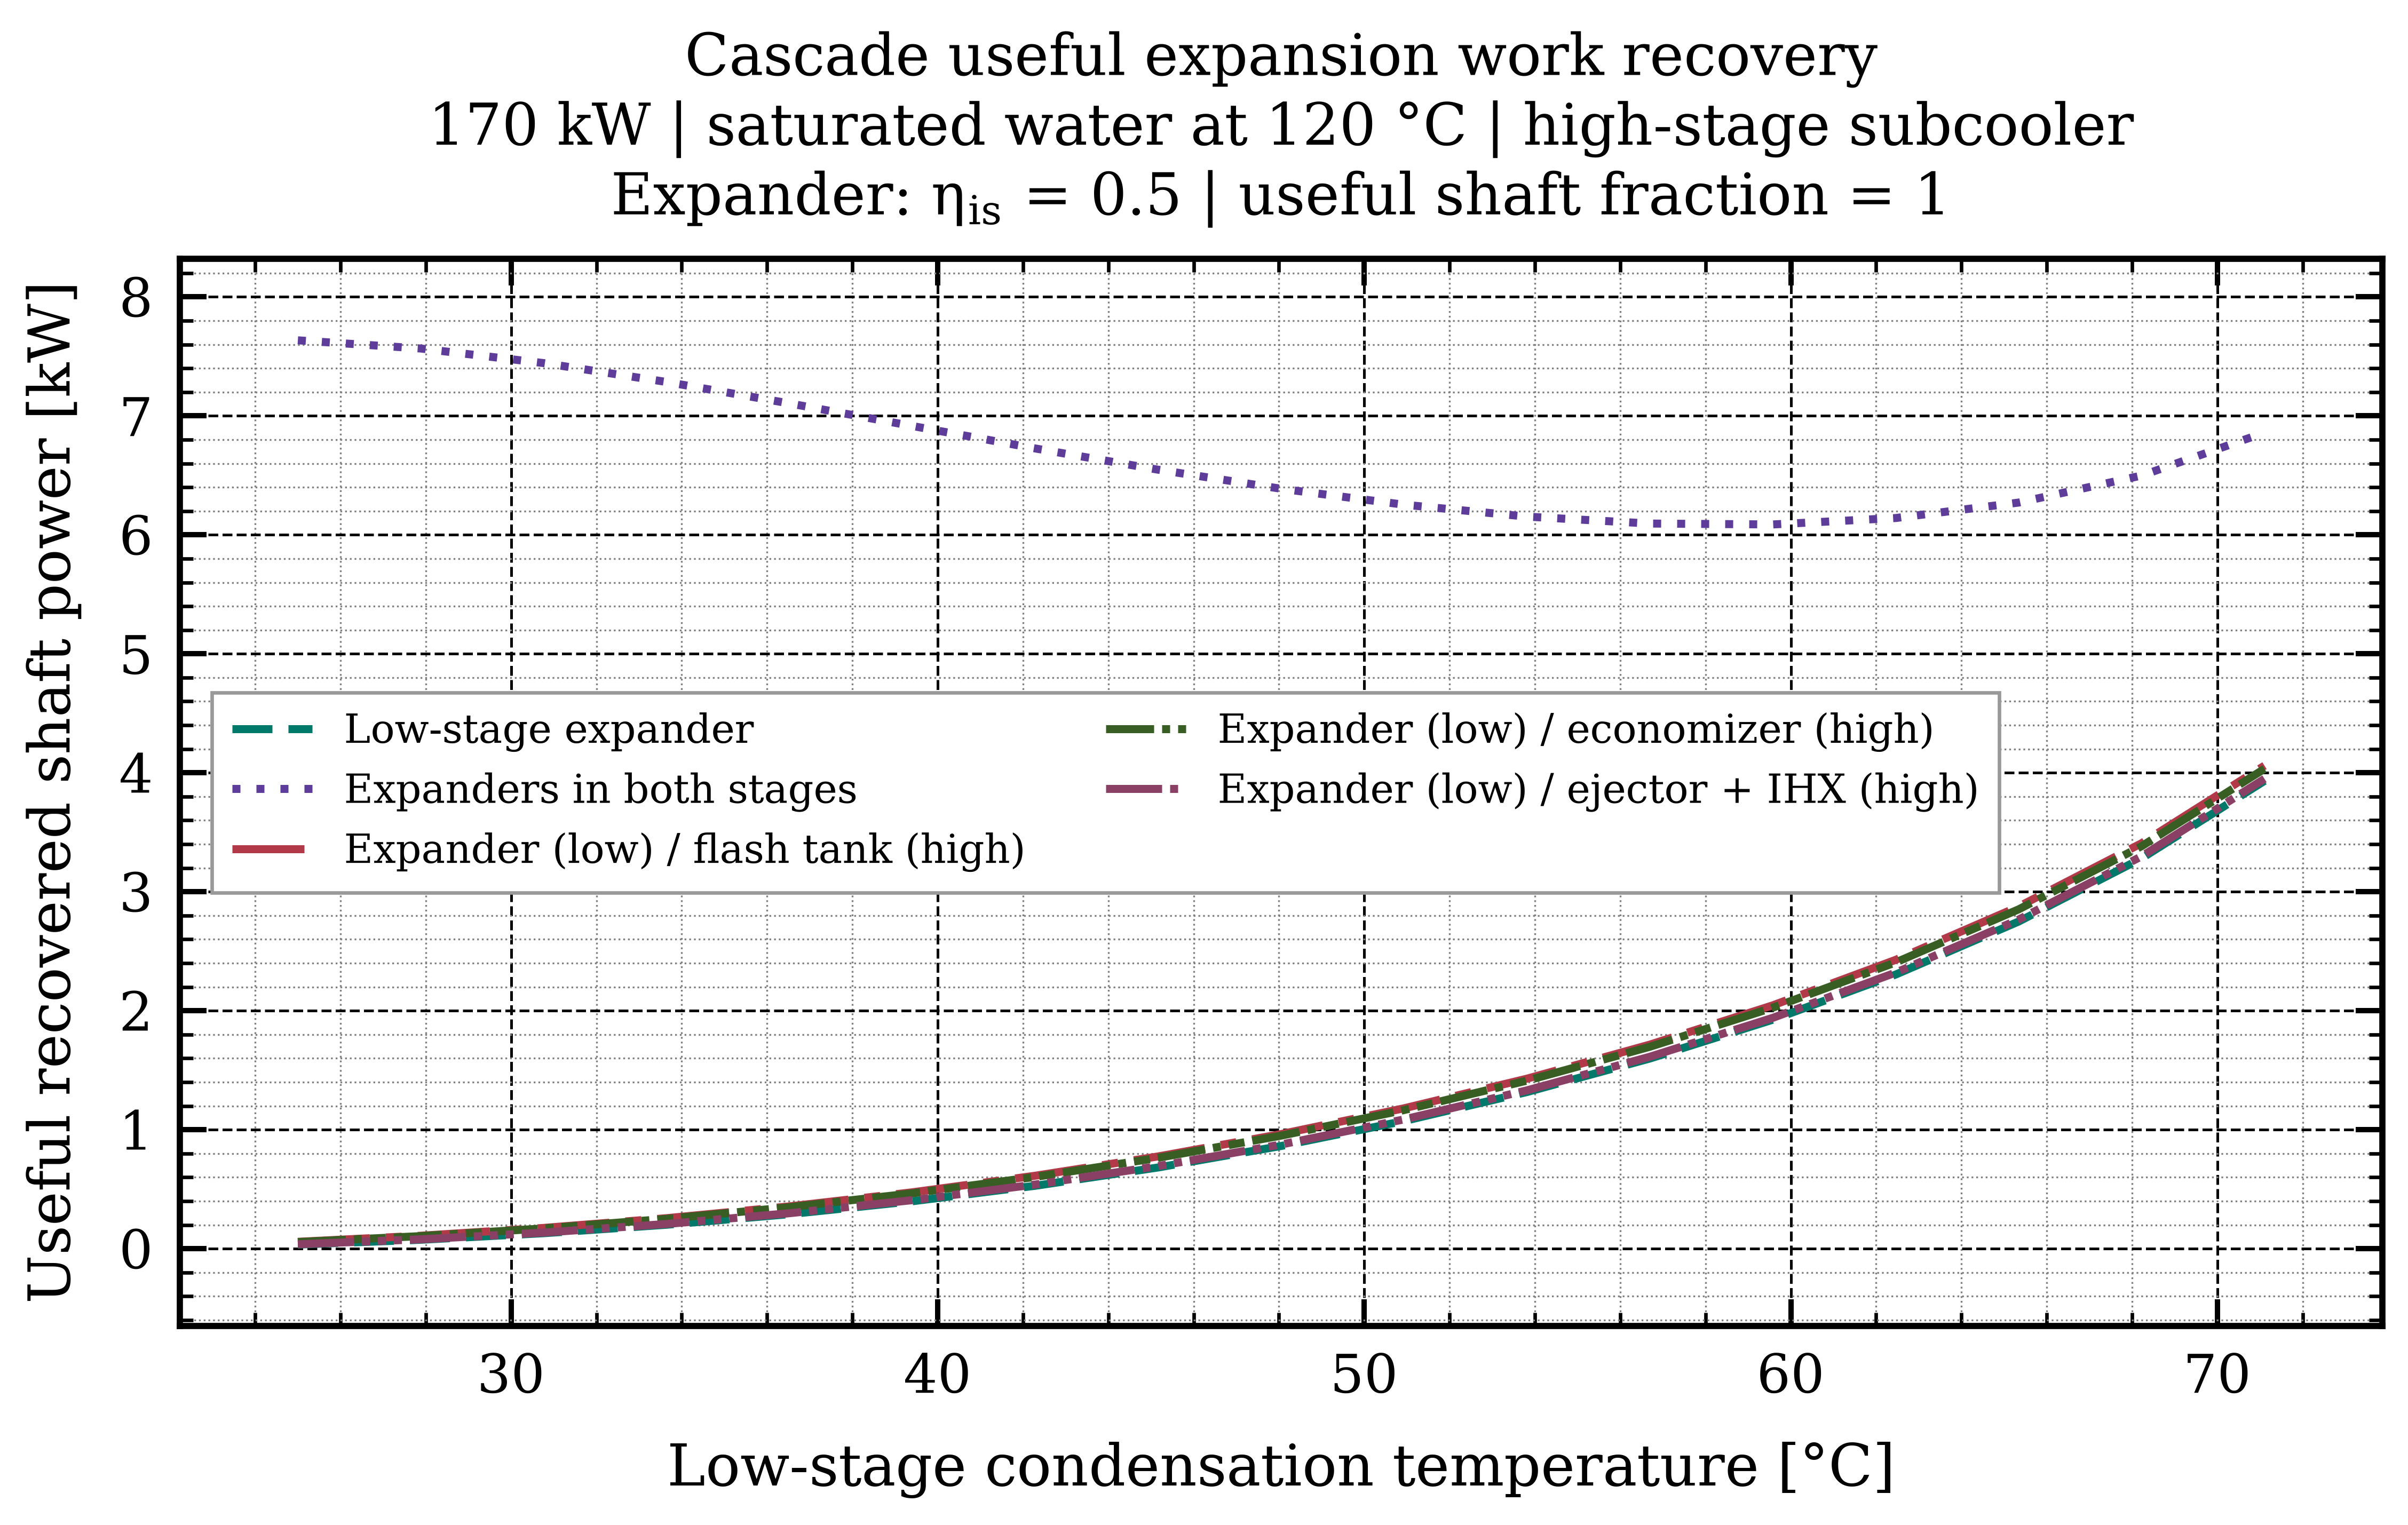 Cascade useful expansion work recovery
170 kW | saturated water at 120 °C | high-stage subcooler
Expander: ηis = 0.5 | useful shaft fraction = 1
Useful recovered shaft power [kW]
8
7
6
5
4
3
2
1
0
Low-stage expander
Expanders in both stages
Expander (low) / flash tank (high)
Expander (low) / economizer (high)
Expander (low) / ejector + IHX (high)
30 40 50 60 70
Low-stage condensation temperature [°C]